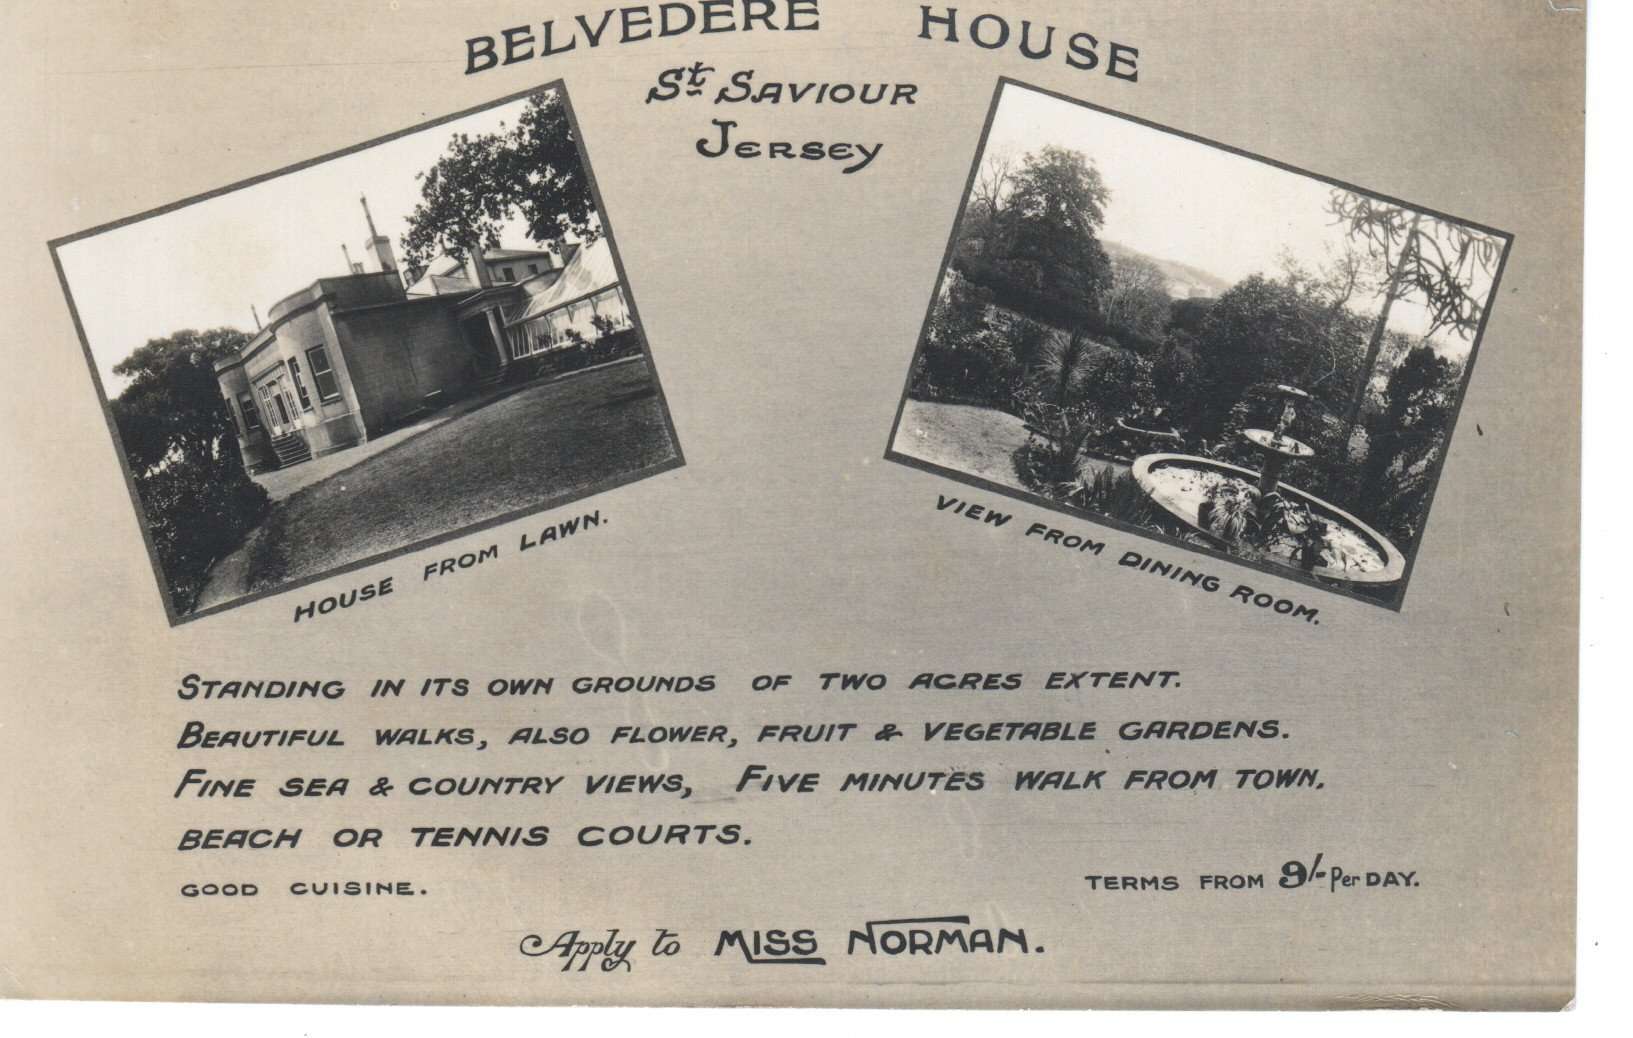 BELVEDERE HOUSE
St SAVIOUR
JERSEY
HOUSE FROM LAWN.
VIEW FROM DINING ROOM.
STANDING IN ITS OWN GROUNDS OF TWO ACRES EXTENT.
BEAUTIFUL WALKS, ALSO FLOWER, FRUIT & VEGETABLE GARDENS.
FINE SEA & COUNTRY VIEWS, FIVE MINUTES WALK FROM TOWN,
BEACH OR TENNIS COURTS.
GOOD CUISINE.
TERMS FROM 9/- Per DAY.
Apply to MISS NORMAN.